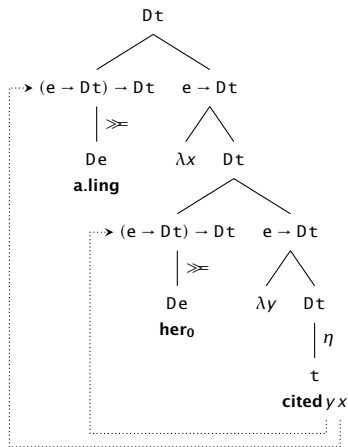 Dt
(e → Dt) → Dt e → Dt
≫=
De λx Dt
a.ling
(e → Dt) → Dt e → Dt
≫=
De λy Dt
her₀
η
t
cited y x